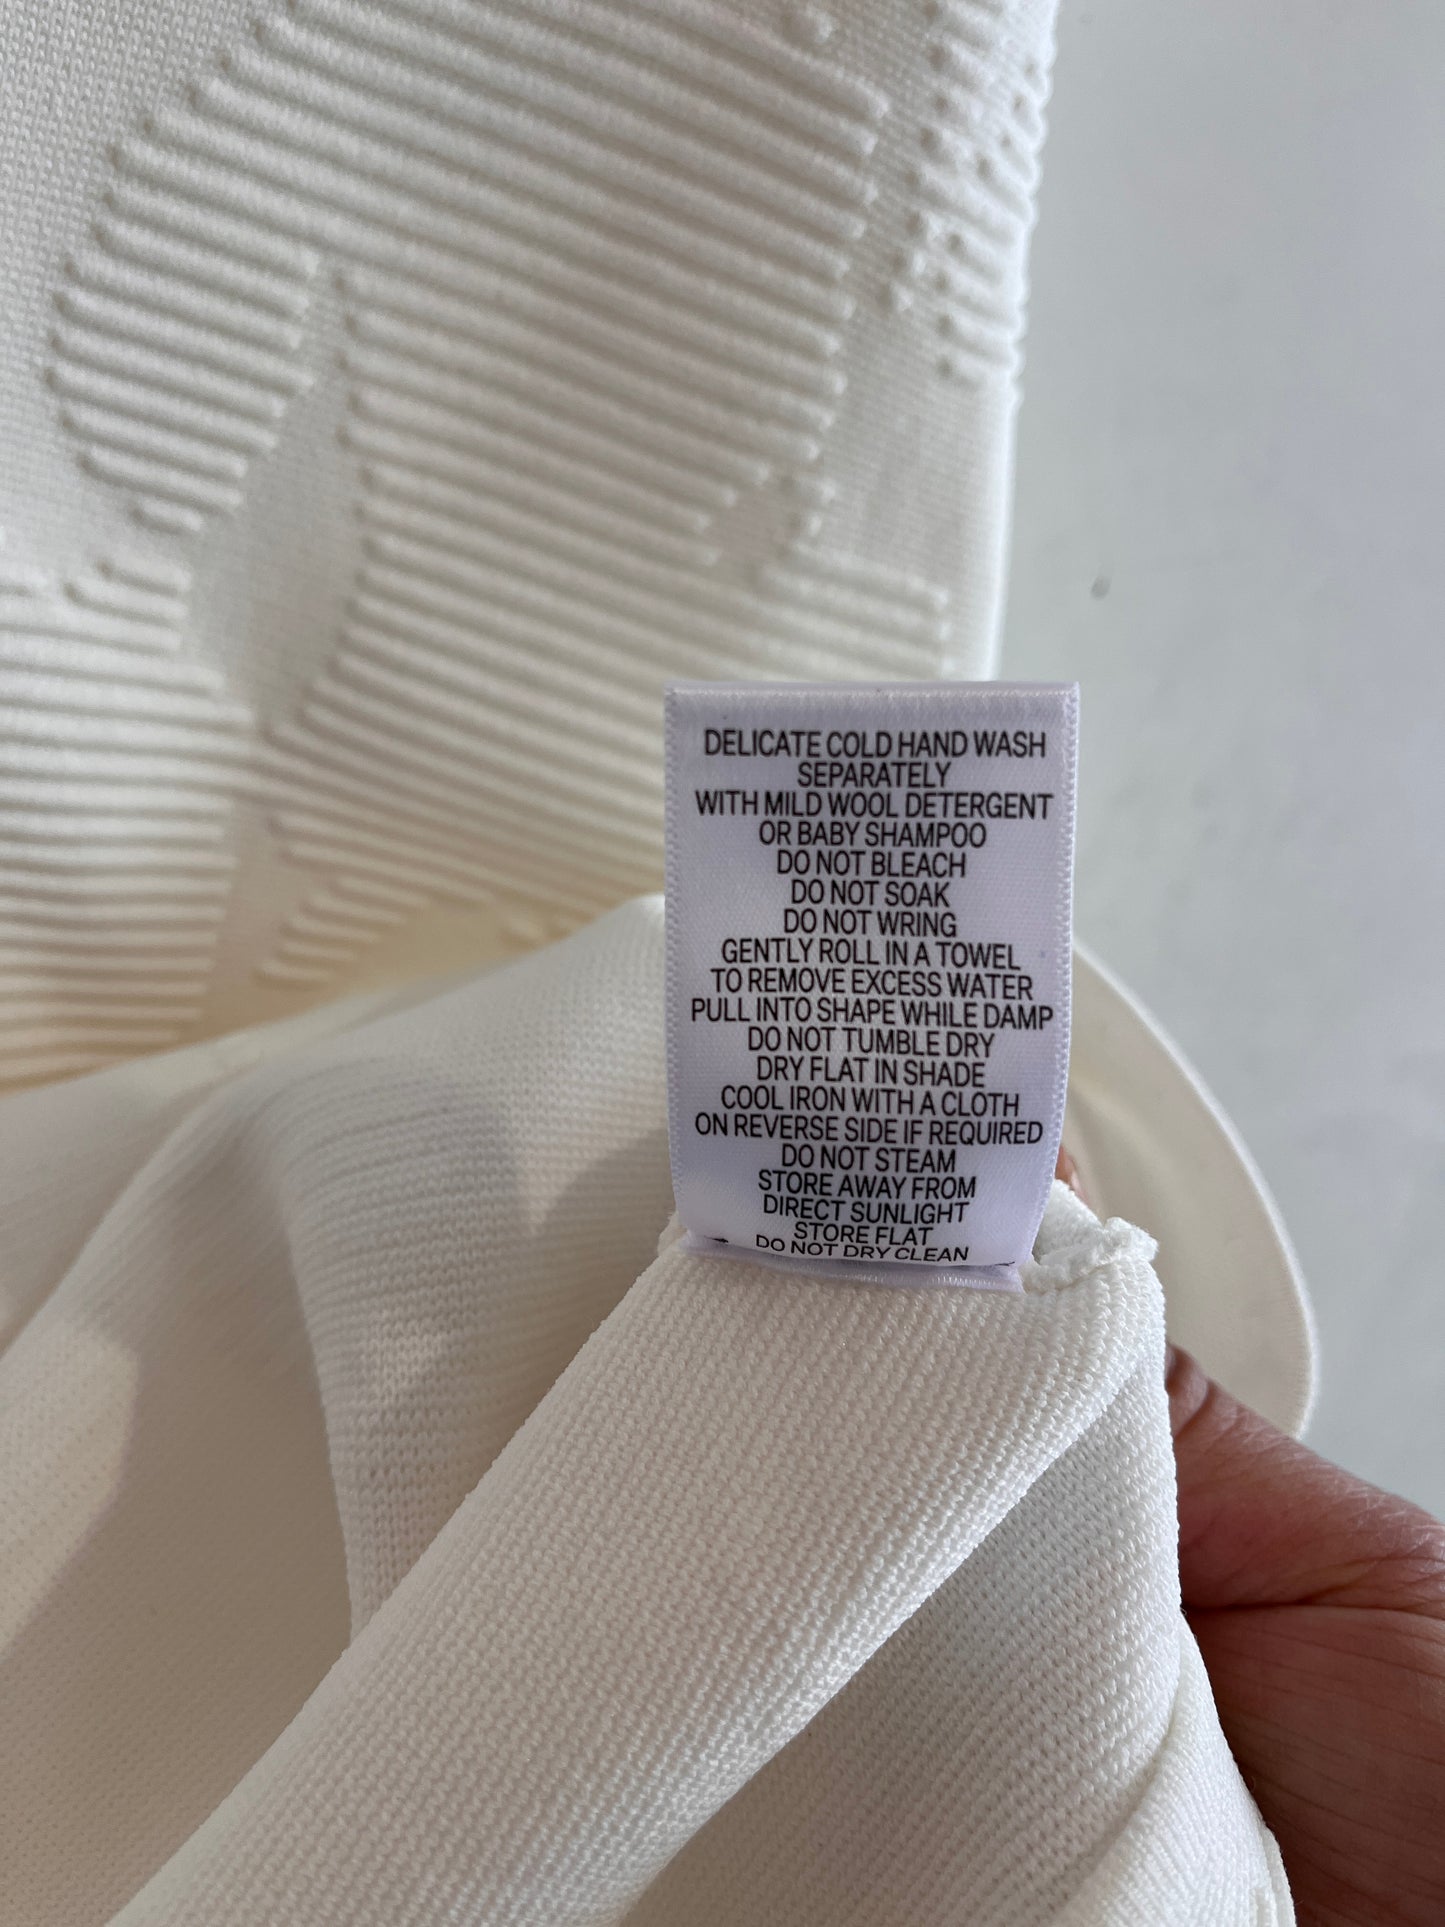 DELICATE COLD HAND WASH
SEPARATELY
WITH MILD WOOL DETERGENT
OR BABY SHAMPOO
DO NOT BLEACH
DO NOT SOAK
DO NOT WRING
GENTLY ROLL IN A TOWEL
TO REMOVE EXCESS WATER
PULL INTO SHAPE WHILE DAMP
DO NOT TUMBLE DRY
DRY FLAT IN SHADE
COOL IRON WITH A CLOTH
ON REVERSE SIDE IF REQUIRED
DO NOT STEAM
STORE AWAY FROM
DIRECT SUNLIGHT
STORE FLAT
DO NOT DRY CLEAN